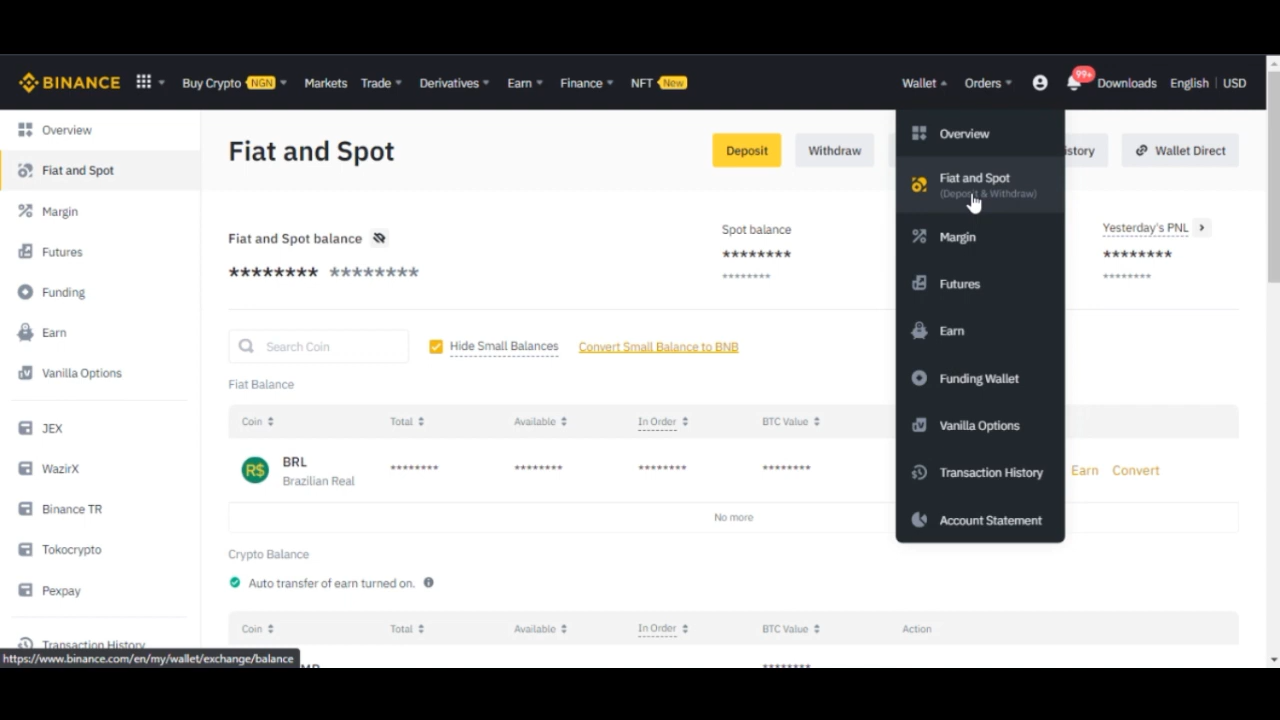 BINANCE
Buy Crypto NGN
Markets
Trade
Derivatives
Earn
Finance
NFT New
Wallet
Orders
99+
Downloads
English | USD
Overview
Fiat and Spot
Margin
Futures
Funding
Earn
Vanilla Options
JEX
WazirX
Binance TR
Tokocrypto
Pexpay
Transaction History
Fiat and Spot
Deposit
Withdraw
istory
Wallet Direct
Fiat and Spot balance
******** ********
Spot balance
********
********
Yesterday's PNL
********
********
Search Coin
Hide Small Balances
Convert Small Balance to BNB
Fiat Balance
Coin Total Available In Order BTC Value
R$
BRL
Brazilian Real
******** ******** ******** ********
Earn Convert
No more
Crypto Balance
Auto transfer of earn turned on.
Coin Total Available In Order BTC Value Action
********
Overview
Fiat and Spot
(Deposit & Withdraw)
Margin
Futures
Earn
Funding Wallet
Vanilla Options
Transaction History
Account Statement
https://www.binance.com/en/my/wallet/exchange/balance